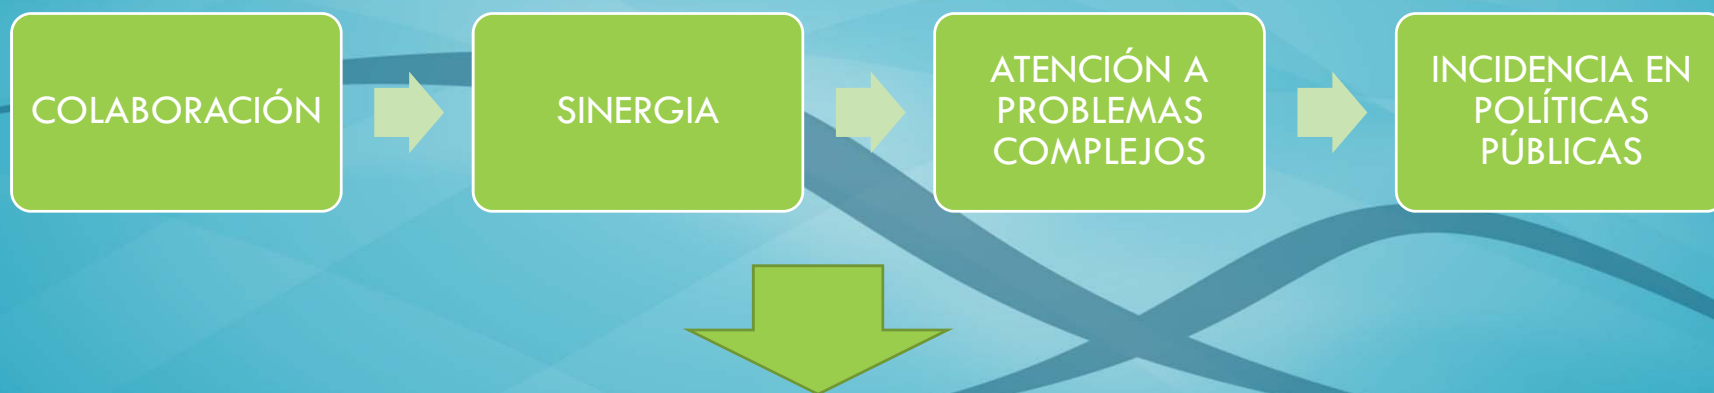 COLABORACIÓN
SINERGIA
ATENCIÓN A
PROBLEMAS
COMPLEJOS
INCIDENCIA EN
POLÍTICAS
PÚBLICAS